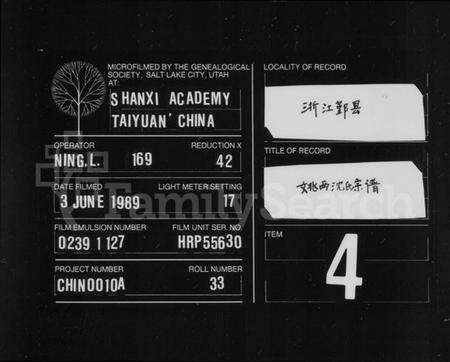 MICROFILMED BY THE GENEALOGICAL
SOCIETY, SALT LAKE CITY, UTAH
AT:
SHANXI ACADEMY
TAIYUAN' CHINA
OPERATOR
REDUCTION X
NING.L.
169
42
DATE FILMED
LIGHT METER SETTING
3 JUNE 1989
17
FILM EMULSION NUMBER
FILM UNIT SER. NO.
0239 1127
HRP55630
PROJECT NUMBER
ROLL NUMBER
CHIN0010A
33
LOCALITY OF RECORD
浙江鄞县
TITLE OF RECORD
姚西沈氏宗谱
ITEM
4
FamilySearch